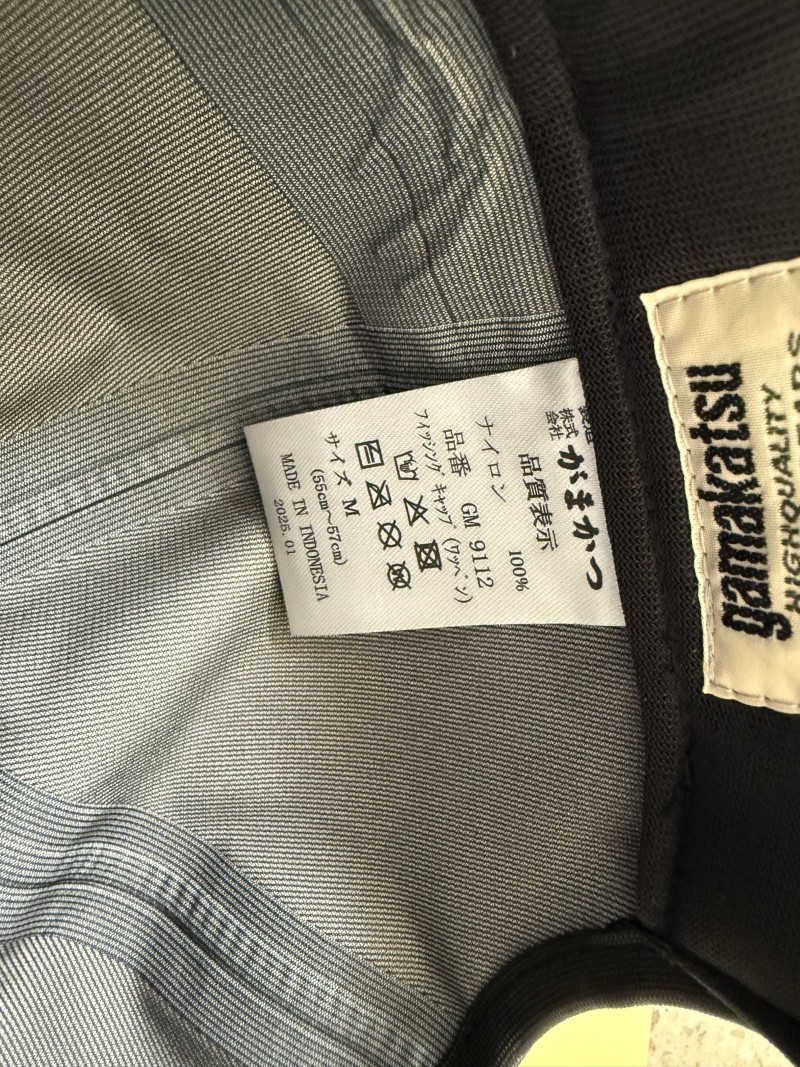 株式
会社 がまかつ
品質表示
ナイロン 100%
品番 GM 9112
フィッシング キャップ (ワッペン)
サイズ M
(55cm～57cm)
MADE IN INDONESIA
2025. 01
gamakatsu
HIGHQUALITY